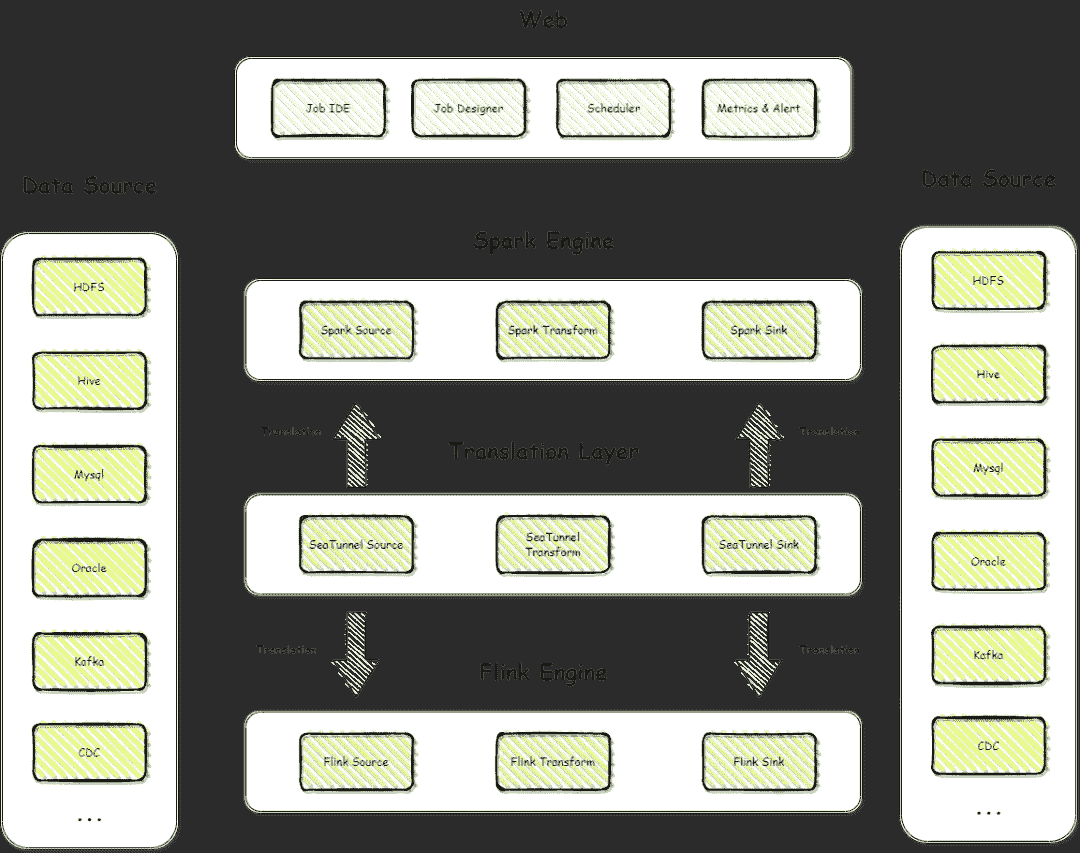 Web
Job IDE
Job Designer
Scheduler
Metrics & Alert
Data Source
HDFS
Hive
Mysql
Oracle
Kafka
CDC
...
Spark Engine
Spark Source
Spark Transform
Spark Sink
Translation
Translation
Translation Layer
SeaTunnel Source
SeaTunnel
Transform
SeaTunnel Sink
Translation
Translation
Flink Engine
Flink Source
Flink Transform
Flink Sink
Data Source
HDFS
Hive
Mysql
Oracle
Kafka
CDC
...